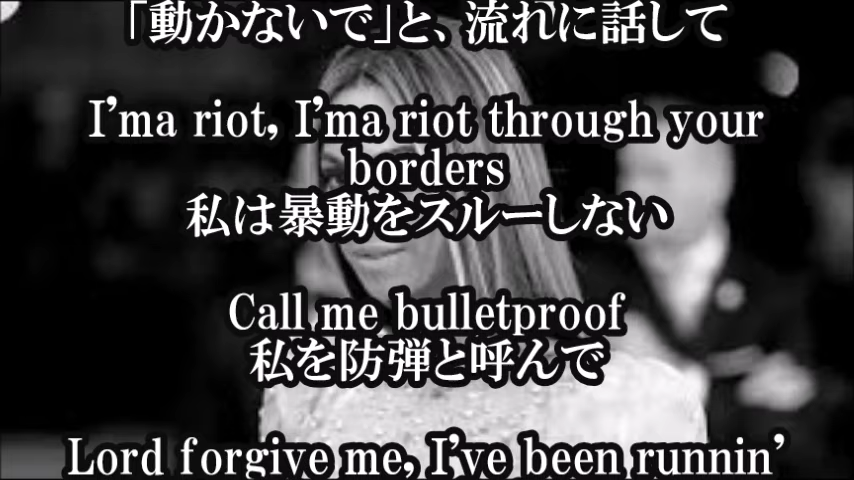 「動かないで」と、流れに話して
I’ma riot, I’ma riot through your
borders
私は暴動をスルーしない
Call me bulletproof
私を防弾と呼んで
Lord forgive me, I’ve been runnin’